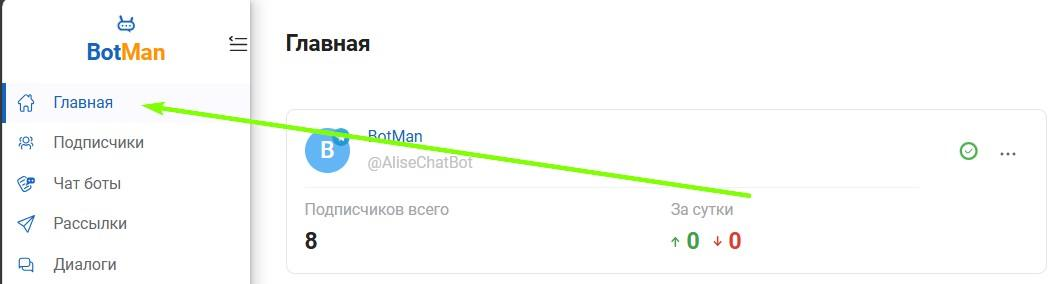 BotMan
Главная
Подписчики
Чат боты
Рассылки
Диалоги
Главная
B
BotMan
@AliseChatBot
Подписчиков всего
8
За сутки
0 0